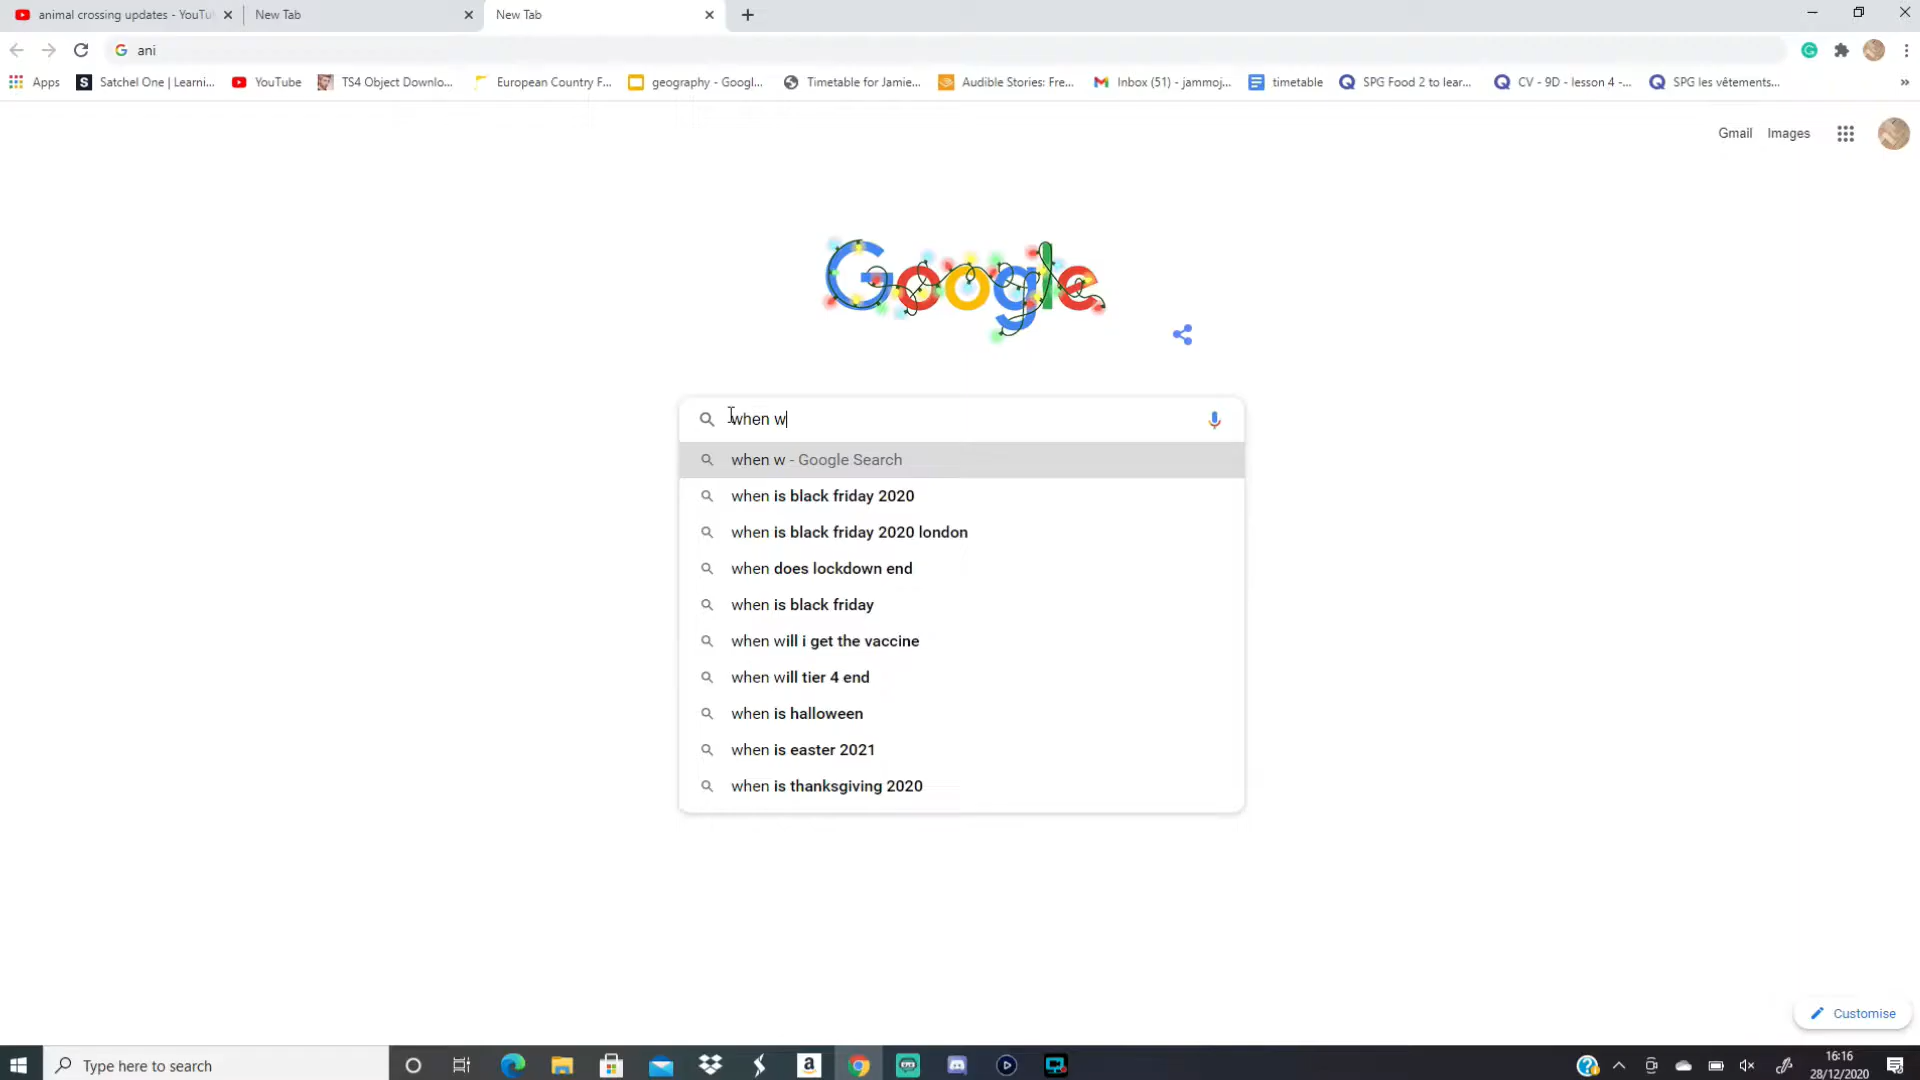 animal crossing updates - YouTu
New Tab
New Tab
ani
Apps
Satchel One | Learni...
YouTube
TS4 Object Downlo...
European Country F...
geography - Googl...
Timetable for Jamie...
Audible Stories: Fre...
Inbox (51) - jammoj...
timetable
SPG Food 2 to lear...
CV - 9D - lesson 4 -...
SPG les vêtements...
»
Gmail
Images
Google
when w
when w - Google Search
when is black friday 2020
when is black friday 2020 london
when does lockdown end
when is black friday
when will i get the vaccine
when will tier 4 end
when is halloween
when is easter 2021
when is thanksgiving 2020
Customise
Type here to search
16:16
28/12/2020